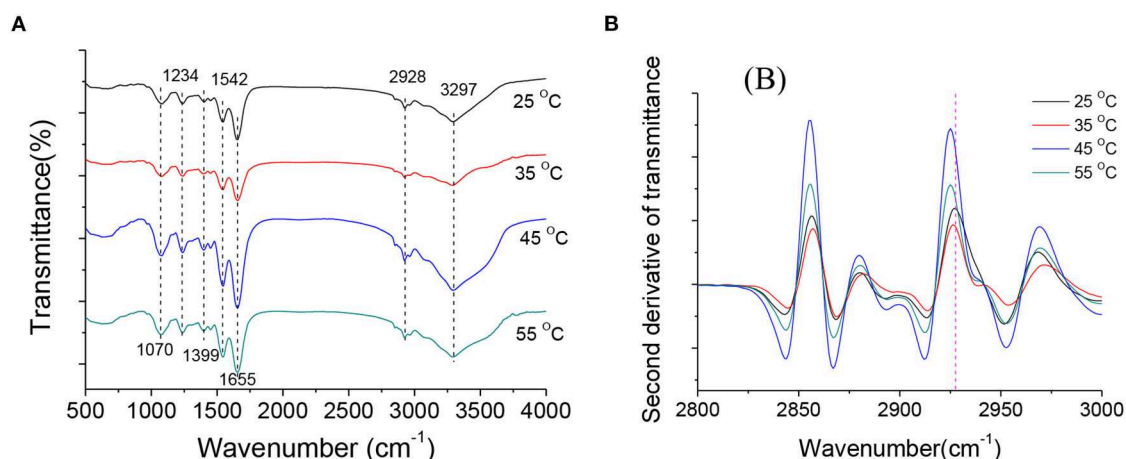 A
B
1234
1542
2928
3297
25 °C
35 °C
45 °C
55 °C
1070
1399
1655
Transmittance(%)
500 1000 1500 2000 2500 3000 3500 4000
Wavenumber (cm⁻¹)
(B)
25 °C
35 °C
45 °C
55 °C
Second derivative of transmittance
2800 2850 2900 2950 3000
Wavenumber(cm⁻¹)